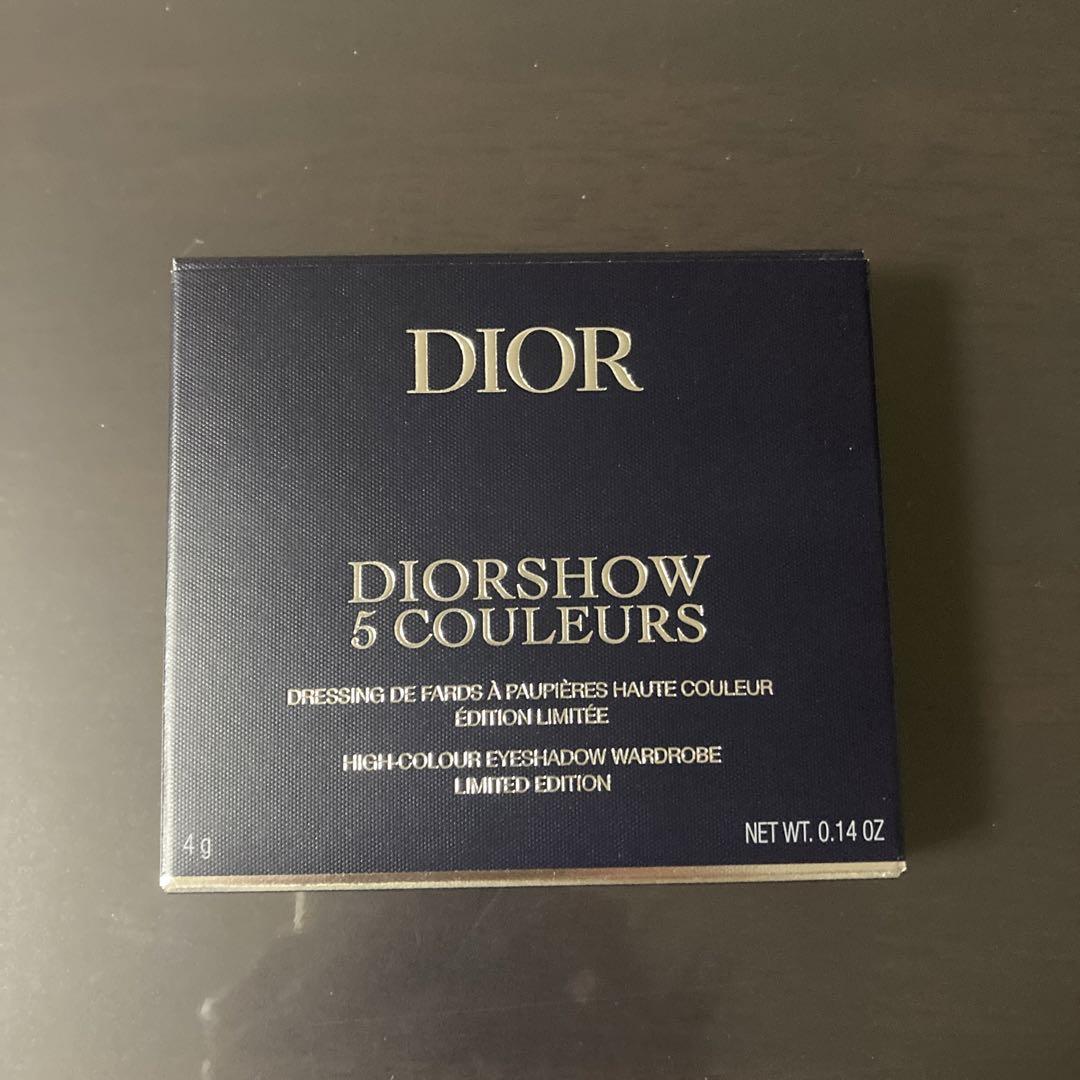 DIOR
DIORSHOW
5 COULEURS
DRESSING DE FARDS À PAUPIÈRES HAUTE COULEUR
ÉDITION LIMITÉE
HIGH-COLOUR EYESHADOW WARDROBE
LIMITED EDITION
4 g
NET WT. 0.14 OZ